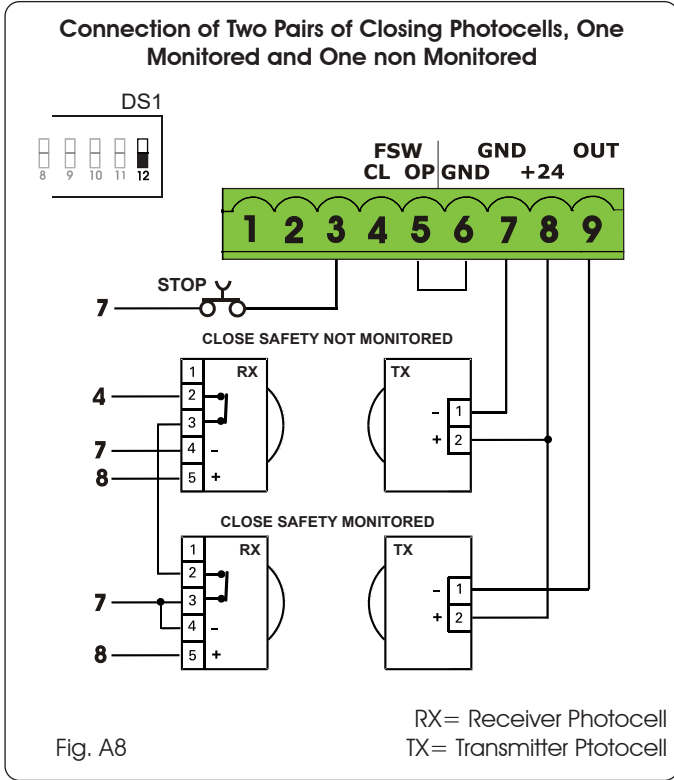 Connection of Two Pairs of Closing Photocells, One
Monitored and One non Monitored
DS1
8 9 10 11 12
FSW GND OUT
CL OP GND +24
1 2 3 4 5 6 7 8 9
STOP
7
CLOSE SAFETY NOT MONITORED
1 RX TX
4 2
3 - 1
7 4 - + 2
8 5 +
CLOSE SAFETY MONITORED
1 RX TX
2 - 1
7 3 + 2
4 -
8 5 +
RX= Receiver Photocell
Fig. A8 TX= Transmitter Ptotocell